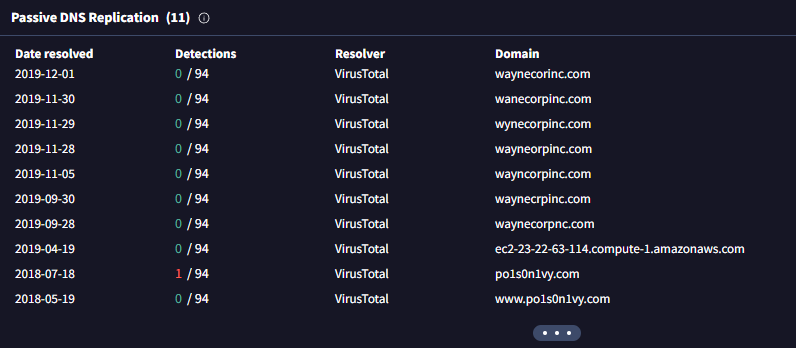 Passive DNS Replication (11)
Date resolved Detections Resolver Domain
2019-12-01 0 / 94 VirusTotal waynecorinc.com
2019-11-30 0 / 94 VirusTotal wanecorpinc.com
2019-11-29 0 / 94 VirusTotal wynecorpinc.com
2019-11-28 0 / 94 VirusTotal wayneorpinc.com
2019-11-05 0 / 94 VirusTotal wayncorpinc.com
2019-09-30 0 / 94 VirusTotal waynecrpinc.com
2019-09-28 0 / 94 VirusTotal waynecorpnc.com
2019-04-19 0 / 94 VirusTotal ec2-23-22-63-114.compute-1.amazonaws.com
2018-07-18 1 / 94 VirusTotal po1s0n1vy.com
2018-05-19 0 / 94 VirusTotal www.po1s0n1vy.com